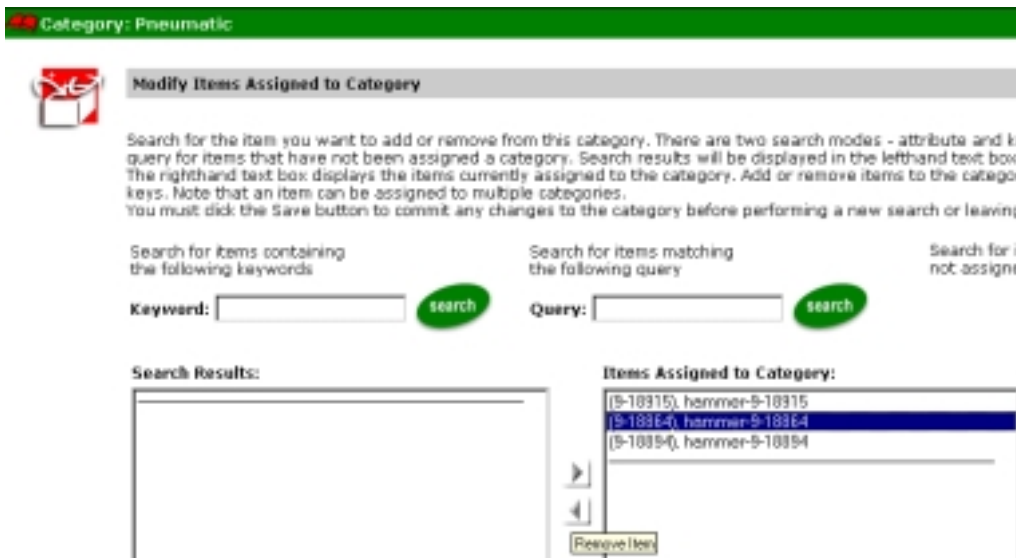 Category: Pneumatic
Modify Items Assigned to Category
Search for the item you want to add or remove from this category. There are two search modes - attribute and k
query for items that have not been assigned a category. Search results will be displayed in the lefthand text box
The righthand text box displays the items currently assigned to the category. Add or remove items to the catego
keys. Note that an item can be assigned to multiple categories.
You must click the Save button to commit any changes to the category before performing a new search or leaving
Search for items containing
the following keywords
Search for items matching
the following query
Search for i
not assigne
Keyword: search
Query: search
Search Results:
Items Assigned to Category:
(9-18915), hammer-9-18915
(9-18864), hammer-9-18864
(9-18894), hammer-9-18894
Remove Item